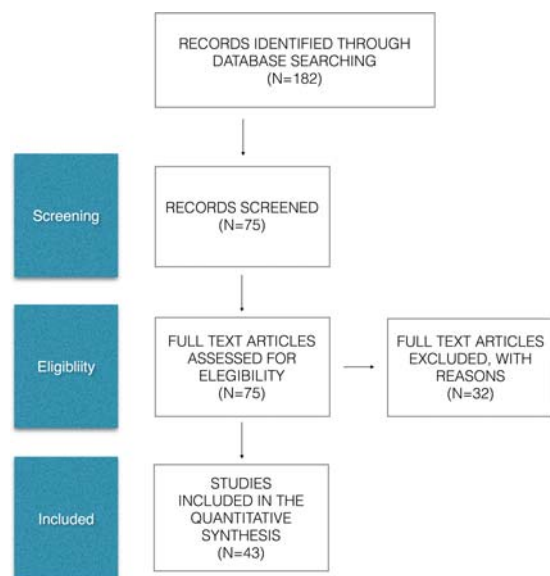 RECORDS IDENTIFIED THROUGH
DATABASE SEARCHING
(N=182)
Screening
RECORDS SCREENED
(N=75)
Eligibliity
FULL TEXT ARTICLES
ASSESSED FOR
ELEGIBILITY
(N=75)
FULL TEXT ARTICLES
EXCLUDED, WITH
REASONS
(N=32)
Included
STUDIES
INCLUDED IN THE
QUANTITATIVE
SYNTHESIS
(N=43)